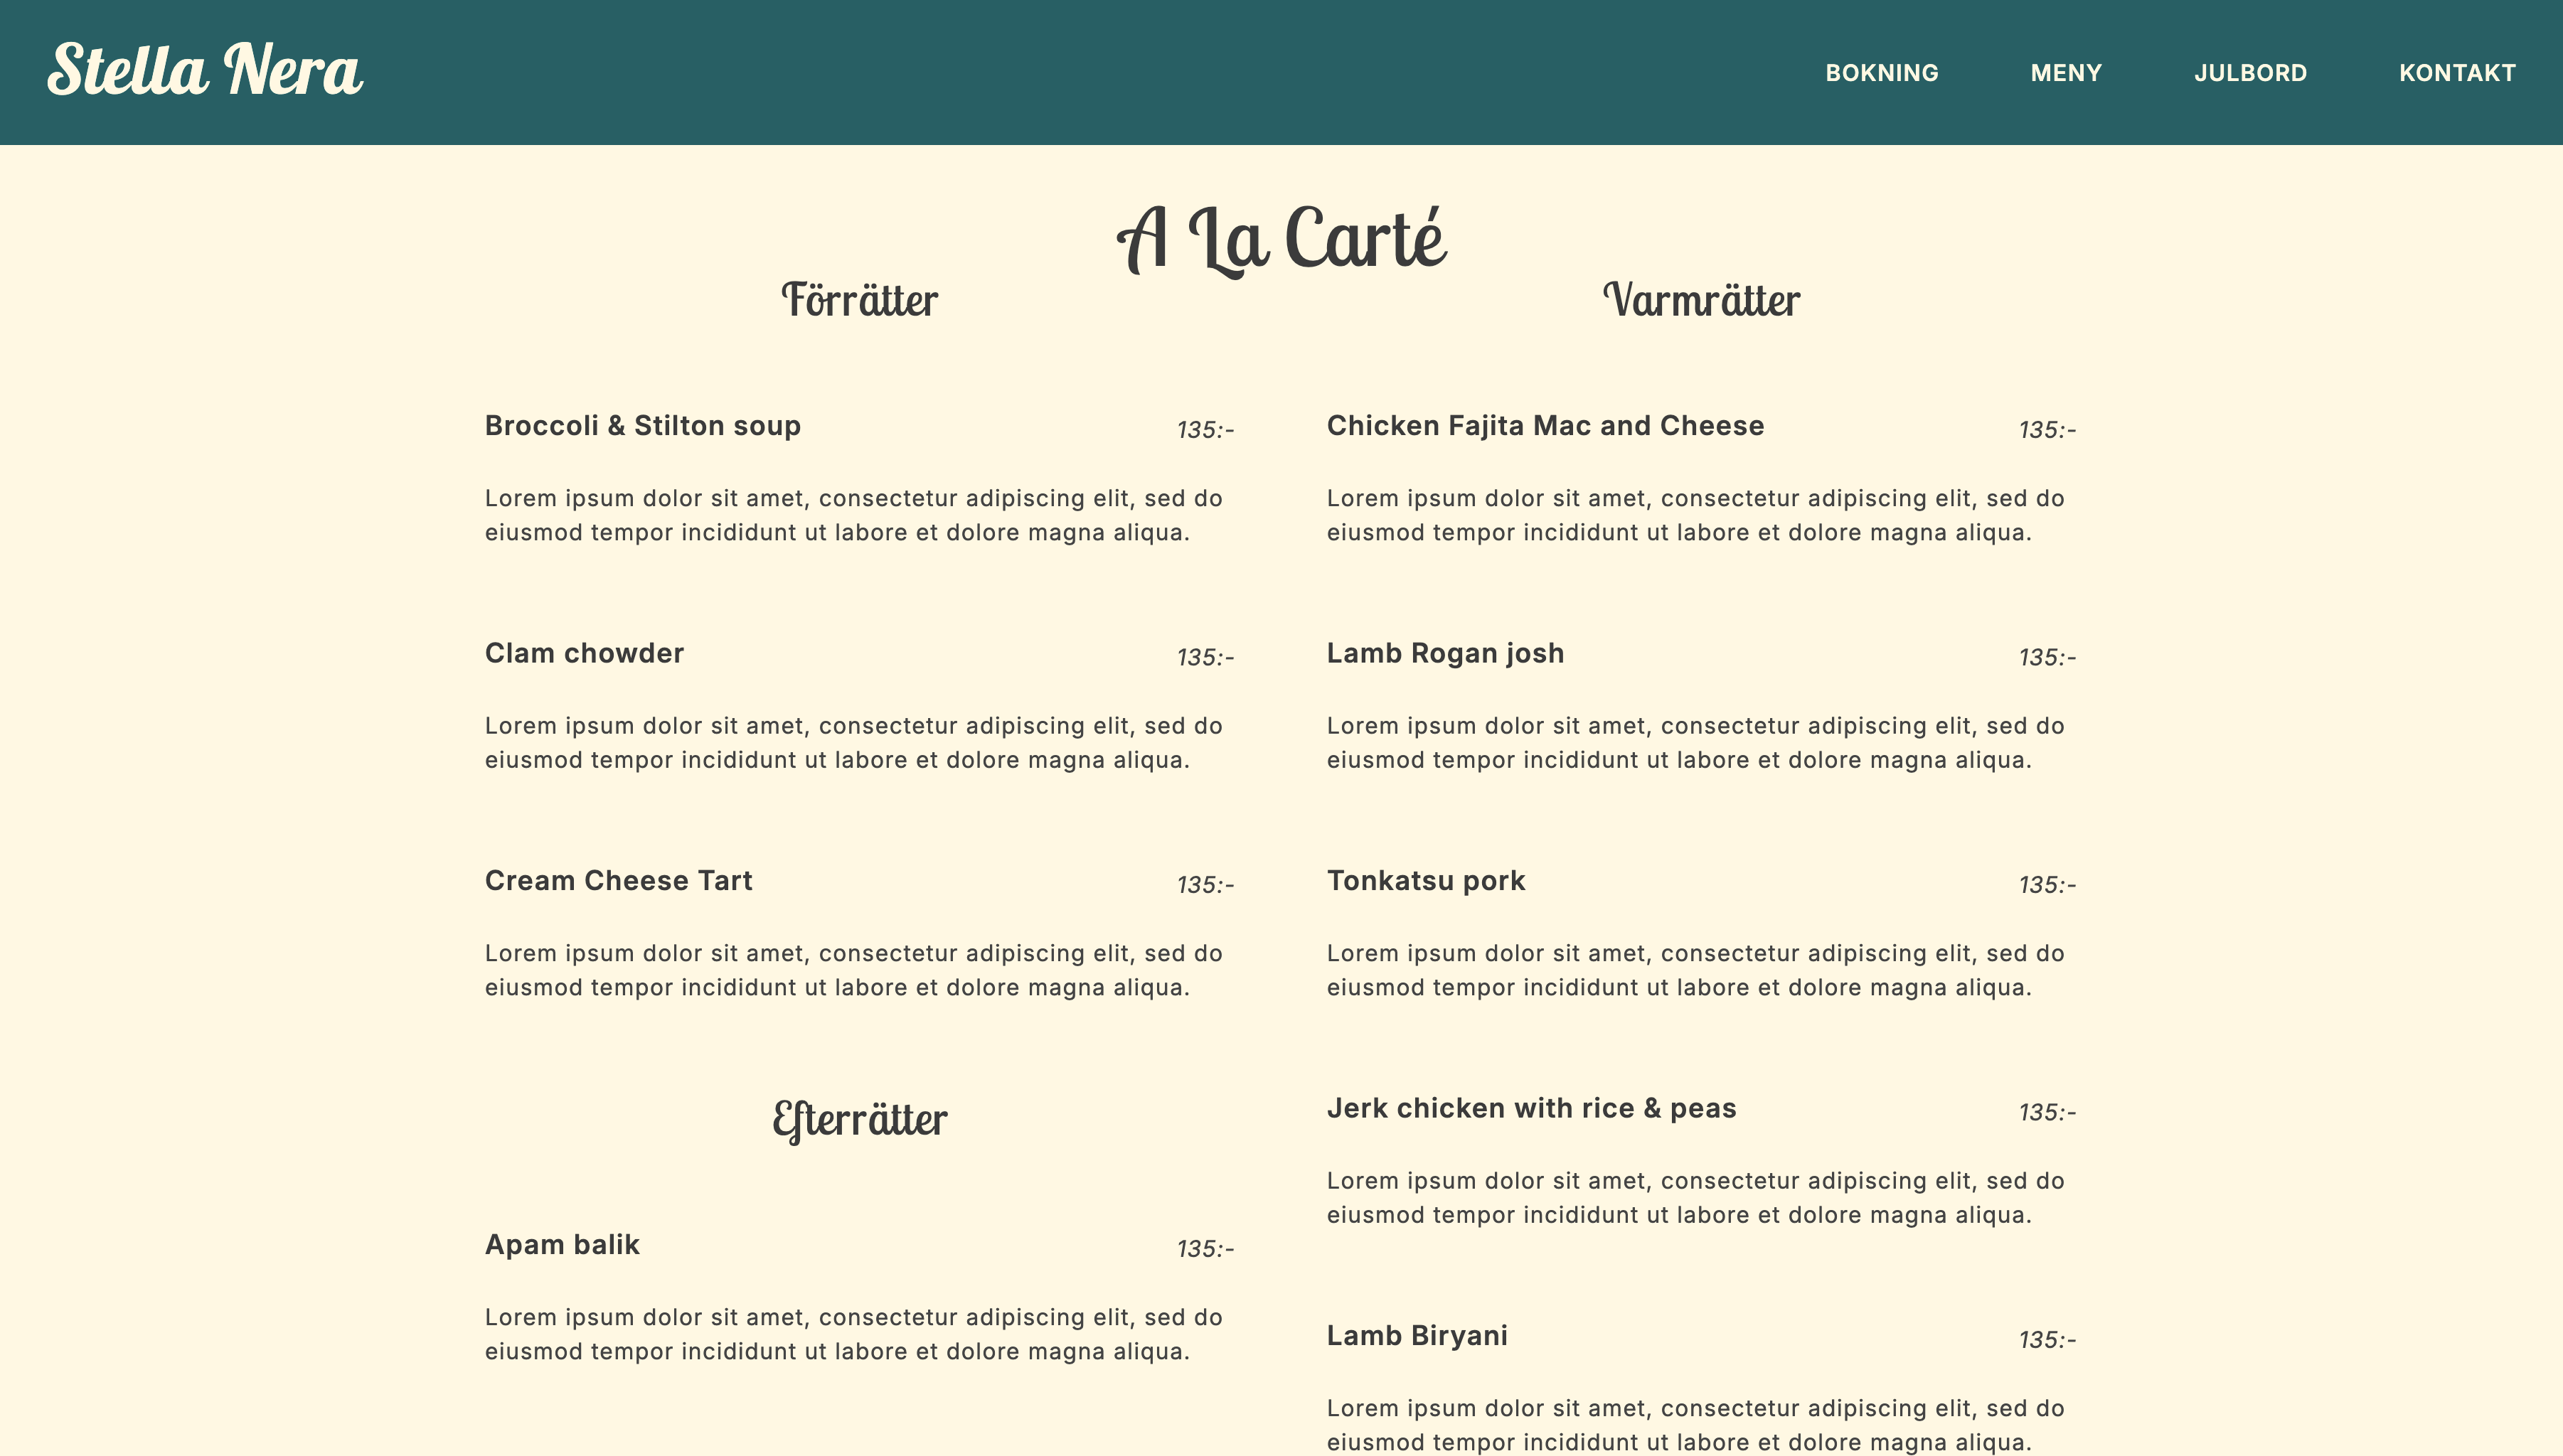 Stella Nera
BOKNING
MENY
JULBORD
KONTAKT
A La Carté
Förrätter
Broccoli & Stilton soup
135:-
Lorem ipsum dolor sit amet, consectetur adipiscing elit, sed do
eiusmod tempor incididunt ut labore et dolore magna aliqua.
Clam chowder
135:-
Lorem ipsum dolor sit amet, consectetur adipiscing elit, sed do
eiusmod tempor incididunt ut labore et dolore magna aliqua.
Cream Cheese Tart
135:-
Lorem ipsum dolor sit amet, consectetur adipiscing elit, sed do
eiusmod tempor incididunt ut labore et dolore magna aliqua.
Efterrätter
Apam balik
135:-
Lorem ipsum dolor sit amet, consectetur adipiscing elit, sed do
eiusmod tempor incididunt ut labore et dolore magna aliqua.
Varmrätter
Chicken Fajita Mac and Cheese
135:-
Lorem ipsum dolor sit amet, consectetur adipiscing elit, sed do
eiusmod tempor incididunt ut labore et dolore magna aliqua.
Lamb Rogan josh
135:-
Lorem ipsum dolor sit amet, consectetur adipiscing elit, sed do
eiusmod tempor incididunt ut labore et dolore magna aliqua.
Tonkatsu pork
135:-
Lorem ipsum dolor sit amet, consectetur adipiscing elit, sed do
eiusmod tempor incididunt ut labore et dolore magna aliqua.
Jerk chicken with rice & peas
135:-
Lorem ipsum dolor sit amet, consectetur adipiscing elit, sed do
eiusmod tempor incididunt ut labore et dolore magna aliqua.
Lamb Biryani
135:-
Lorem ipsum dolor sit amet, consectetur adipiscing elit, sed do
eiusmod tempor incididunt ut labore et dolore magna aliqua.